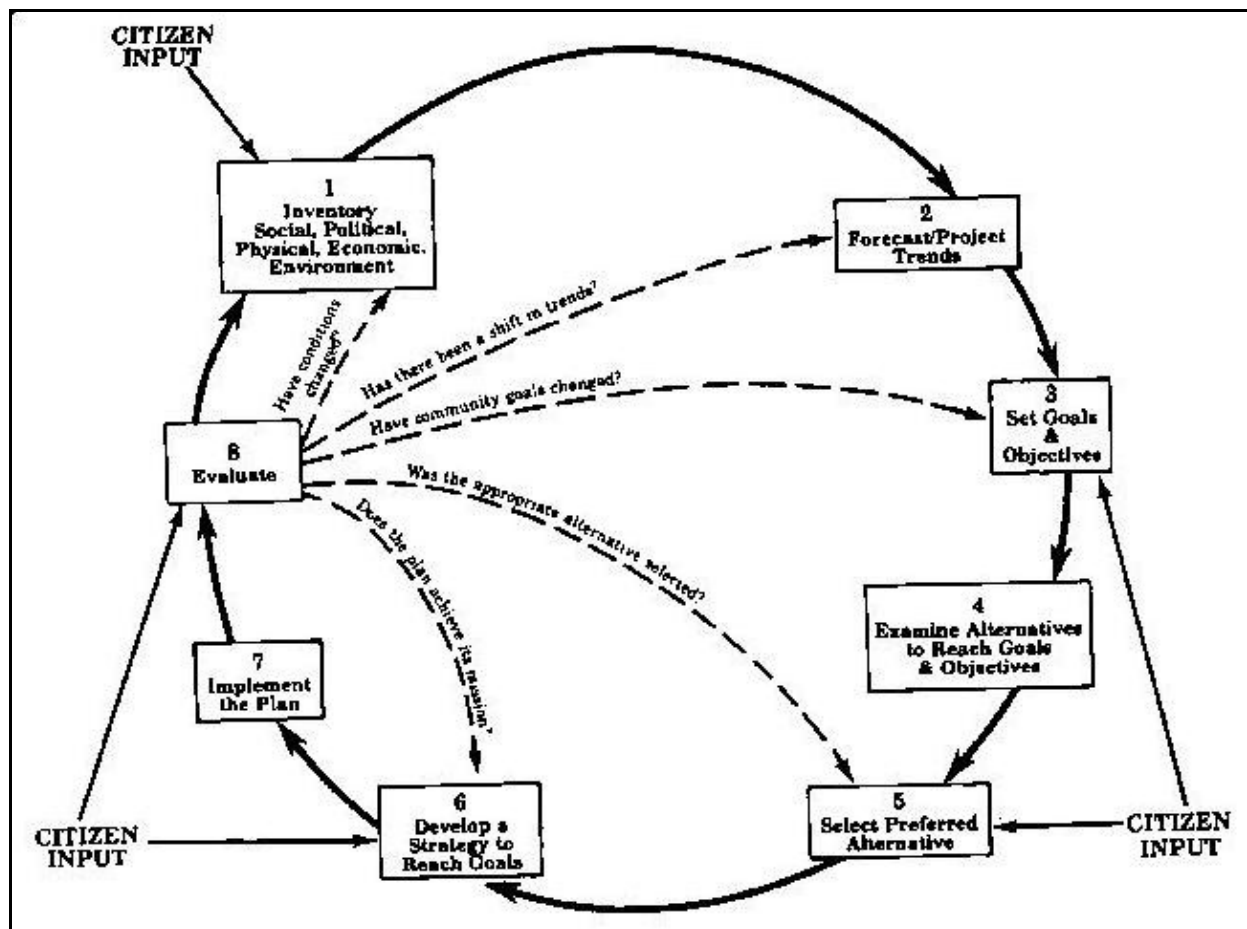 CITIZEN
INPUT
1
Inventory
Social, Political,
Physical, Economic,
Environment
2
Forecast/Project
Trends
Have conditions
changed?
Has there been a shift in trends?
Have community goals changed?
3
Set Goals
&
Objectives
8
Evaluate
Was the appropriate alternative selected?
Does the plan achieve its mission?
4
Examine Alternatives
to Reach Goals
& Objectives
7
Implement
the Plan
6
Develop a
Strategy to
Reach Goals
5
Select Preferred
Alternative
CITIZEN
INPUT
CITIZEN
INPUT